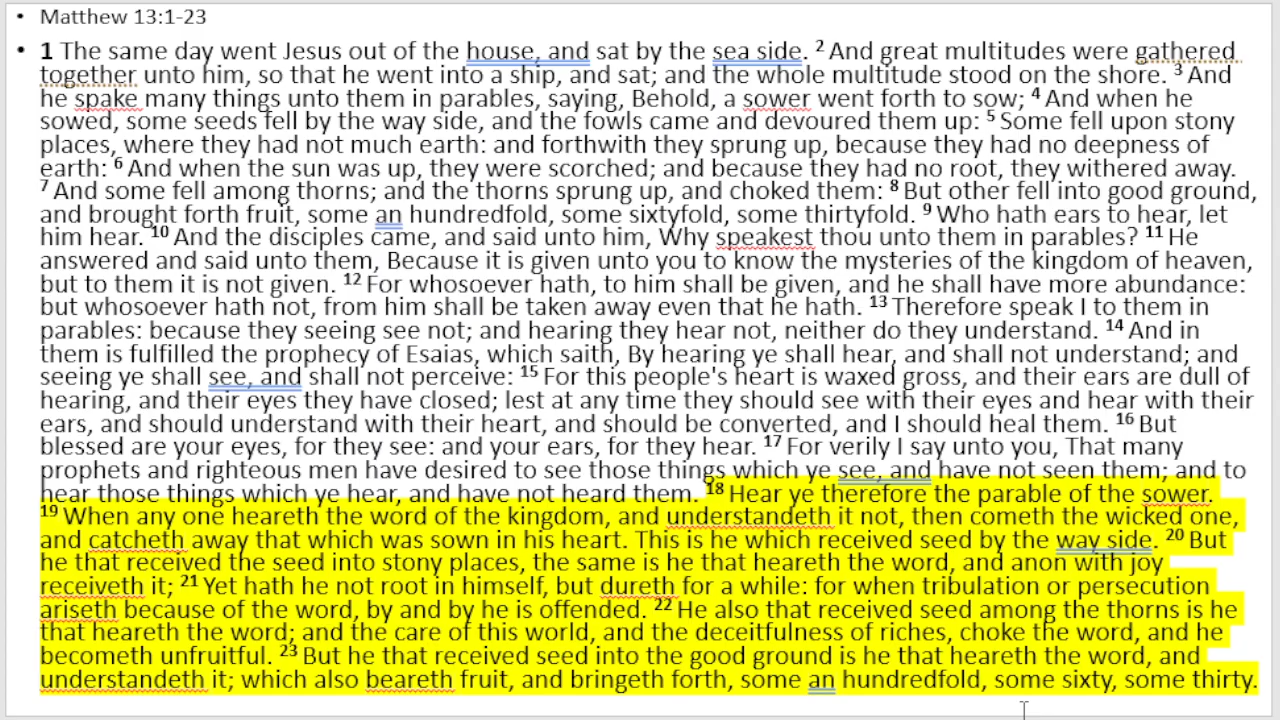 • Matthew 13:1-23
• 1 The same day went Jesus out of the house, and sat by the sea side. 2 And great multitudes were gathered
together unto him, so that he went into a ship, and sat; and the whole multitude stood on the shore. 3 And
he spake many things unto them in parables, saying, Behold, a sower went forth to sow; 4 And when he
sowed, some seeds fell by the way side, and the fowls came and devoured them up: 5 Some fell upon stony
places, where they had not much earth: and forthwith they sprung up, because they had no deepness of
earth: 6 And when the sun was up, they were scorched; and because they had no root, they withered away.
7 And some fell among thorns; and the thorns sprung up, and choked them: 8 But other fell into good ground,
and brought forth fruit, some an hundredfold, some sixtyfold, some thirtyfold. 9 Who hath ears to hear, let
him hear. 10 And the disciples came, and said unto him, Why speakest thou unto them in parables? 11 He
answered and said unto them, Because it is given unto you to know the mysteries of the kingdom of heaven,
but to them it is not given. 12 For whosoever hath, to him shall be given, and he shall have more abundance:
but whosoever hath not, from him shall be taken away even that he hath. 13 Therefore speak I to them in
parables: because they seeing see not; and hearing they hear not, neither do they understand. 14 And in
them is fulfilled the prophecy of Esaias, which saith, By hearing ye shall hear, and shall not understand; and
seeing ye shall see, and shall not perceive: 15 For this people's heart is waxed gross, and their ears are dull of
hearing, and their eyes they have closed; lest at any time they should see with their eyes and hear with their
ears, and should understand with their heart, and should be converted, and I should heal them. 16 But
blessed are your eyes, for they see: and your ears, for they hear. 17 For verily I say unto you, That many
prophets and righteous men have desired to see those things which ye see, and have not seen them; and to
hear those things which ye hear, and have not heard them. 18 Hear ye therefore the parable of the sower.
19 When any one heareth the word of the kingdom, and understandeth it not, then cometh the wicked one,
and catcheth away that which was sown in his heart. This is he which received seed by the way side. 20 But
he that received the seed into stony places, the same is he that heareth the word, and anon with joy
receiveth it; 21 Yet hath he not root in himself, but dureth for a while: for when tribulation or persecution
ariseth because of the word, by and by he is offended. 22 He also that received seed among the thorns is he
that heareth the word; and the care of this world, and the deceitfulness of riches, choke the word, and he
becometh unfruitful. 23 But he that received seed into the good ground is he that heareth the word, and
understandeth it; which also beareth fruit, and bringeth forth, some an hundredfold, some sixty, some thirty.